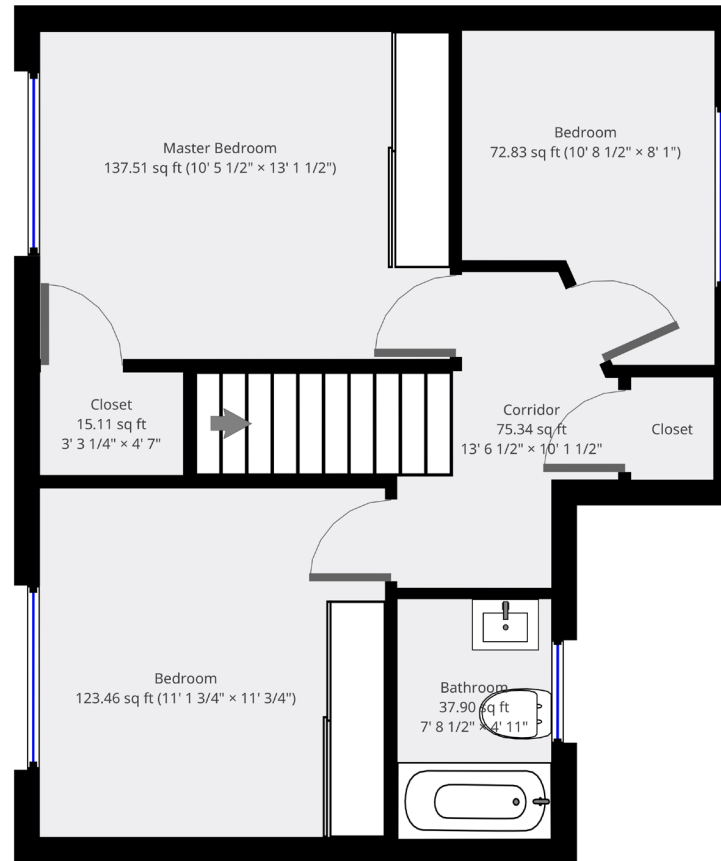 Master Bedroom
137.51 sq ft (10' 5 1/2" × 13' 1 1/2")
Bedroom
72.83 sq ft (10' 8 1/2" × 8' 1")
Closet
15.11 sq ft
3' 3 1/4" × 4' 7"
Corridor
75.34 sq ft
13' 6 1/2" × 10' 1 1/2"
Closet
Bedroom
123.46 sq ft (11' 1 3/4" × 11' 3/4")
Bathroom
37.90 sq ft
7' 8 1/2" × 4' 11"